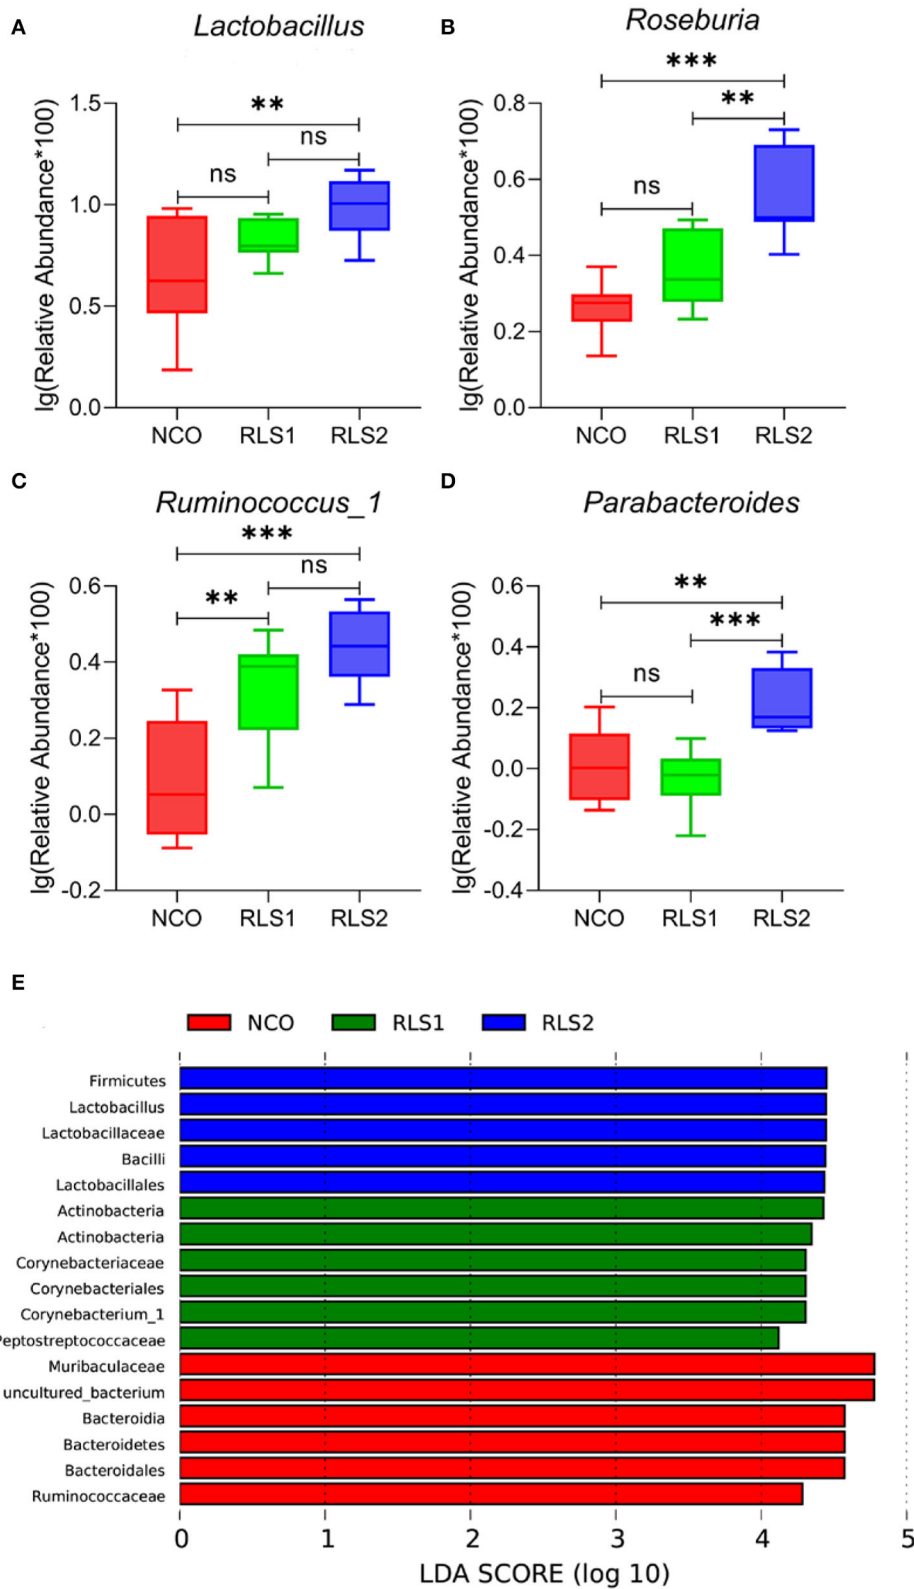 A
Lactobacillus
lg(Relative Abundance*100)
1.5
1.0
0.5
0.0
**
ns
ns
NCO RLS1 RLS2
B
Roseburia
lg(Relative Abundance*100)
0.8
0.6
0.4
0.2
0.0
***
**
ns
NCO RLS1 RLS2
C
Ruminococcus_1
lg(Relative Abundance*100)
0.6
0.4
0.2
0.0
-0.2
***
ns
**
NCO RLS1 RLS2
D
Parabacteroides
lg(Relative Abundance*100)
0.6
0.4
0.2
0.0
-0.2
-0.4
**
***
ns
NCO RLS1 RLS2
E
NCO RLS1 RLS2
Firmicutes
Lactobacillus
Lactobacillaceae
Bacilli
Lactobacillales
Actinobacteria
Actinobacteria
Corynebacteriaceae
Corynebacteriales
Corynebacterium_1
Peptostreptococcaceae
Muribaculaceae
uncultured_bacterium
Bacteroidia
Bacteroidetes
Bacteroidales
Ruminococcaceae
0 1 2 3 4 5
LDA SCORE (log 10)